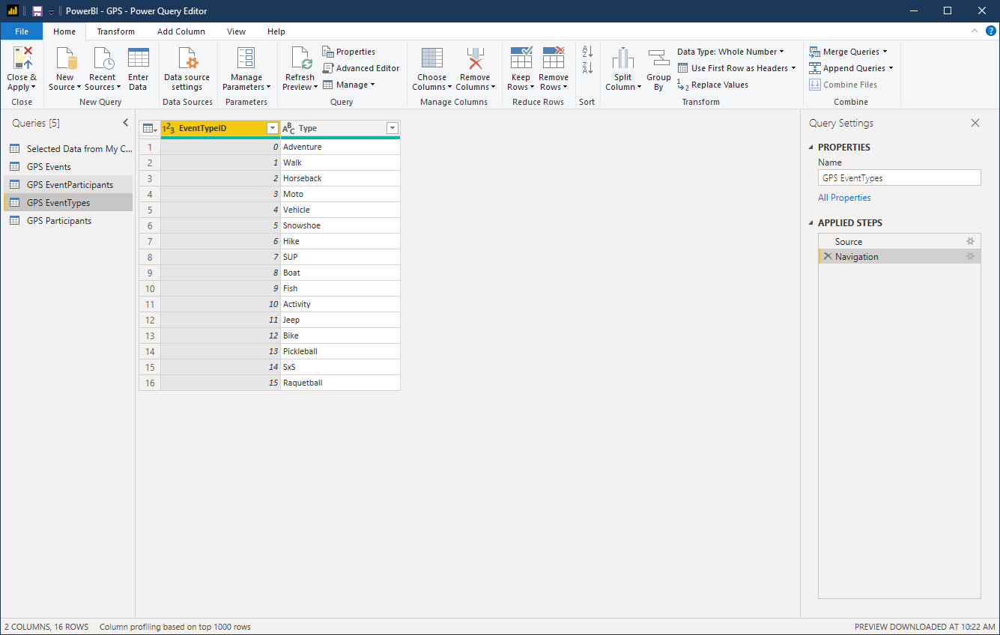 PowerBI - GPS - Power Query Editor
File Home Transform Add Column View Help
Close & Apply
New Source
Recent Sources
Enter Data
Data source settings
Manage Parameters
Refresh Preview
Properties
Advanced Editor
Manage
Choose Columns
Remove Columns
Keep Rows
Remove Rows
Split Column
Group By
Data Type: Whole Number
Use First Row as Headers
Replace Values
Merge Queries
Append Queries
Combine Files
Close New Query Data Sources Parameters Query Manage Columns Reduce Rows Sort Transform Combine
Queries [5]
Selected Data from My C...
GPS Events
GPS EventParticipants
GPS EventTypes
GPS Participants
EventTypeID Type
1 0 Adventure
2 1 Walk
3 2 Horseback
4 3 Moto
5 4 Vehicle
6 5 Snowshoe
7 6 Hike
8 7 SUP
9 8 Boat
10 9 Fish
11 10 Activity
12 11 Jeep
13 12 Bike
14 13 Pickleball
15 14 SxS
16 15 Raquetball
Query Settings
PROPERTIES
Name
GPS EventTypes
All Properties
APPLIED STEPS
Source
Navigation
2 COLUMNS, 16 ROWS Column profiling based on top 1000 rows PREVIEW DOWNLOADED AT 10:22 AM